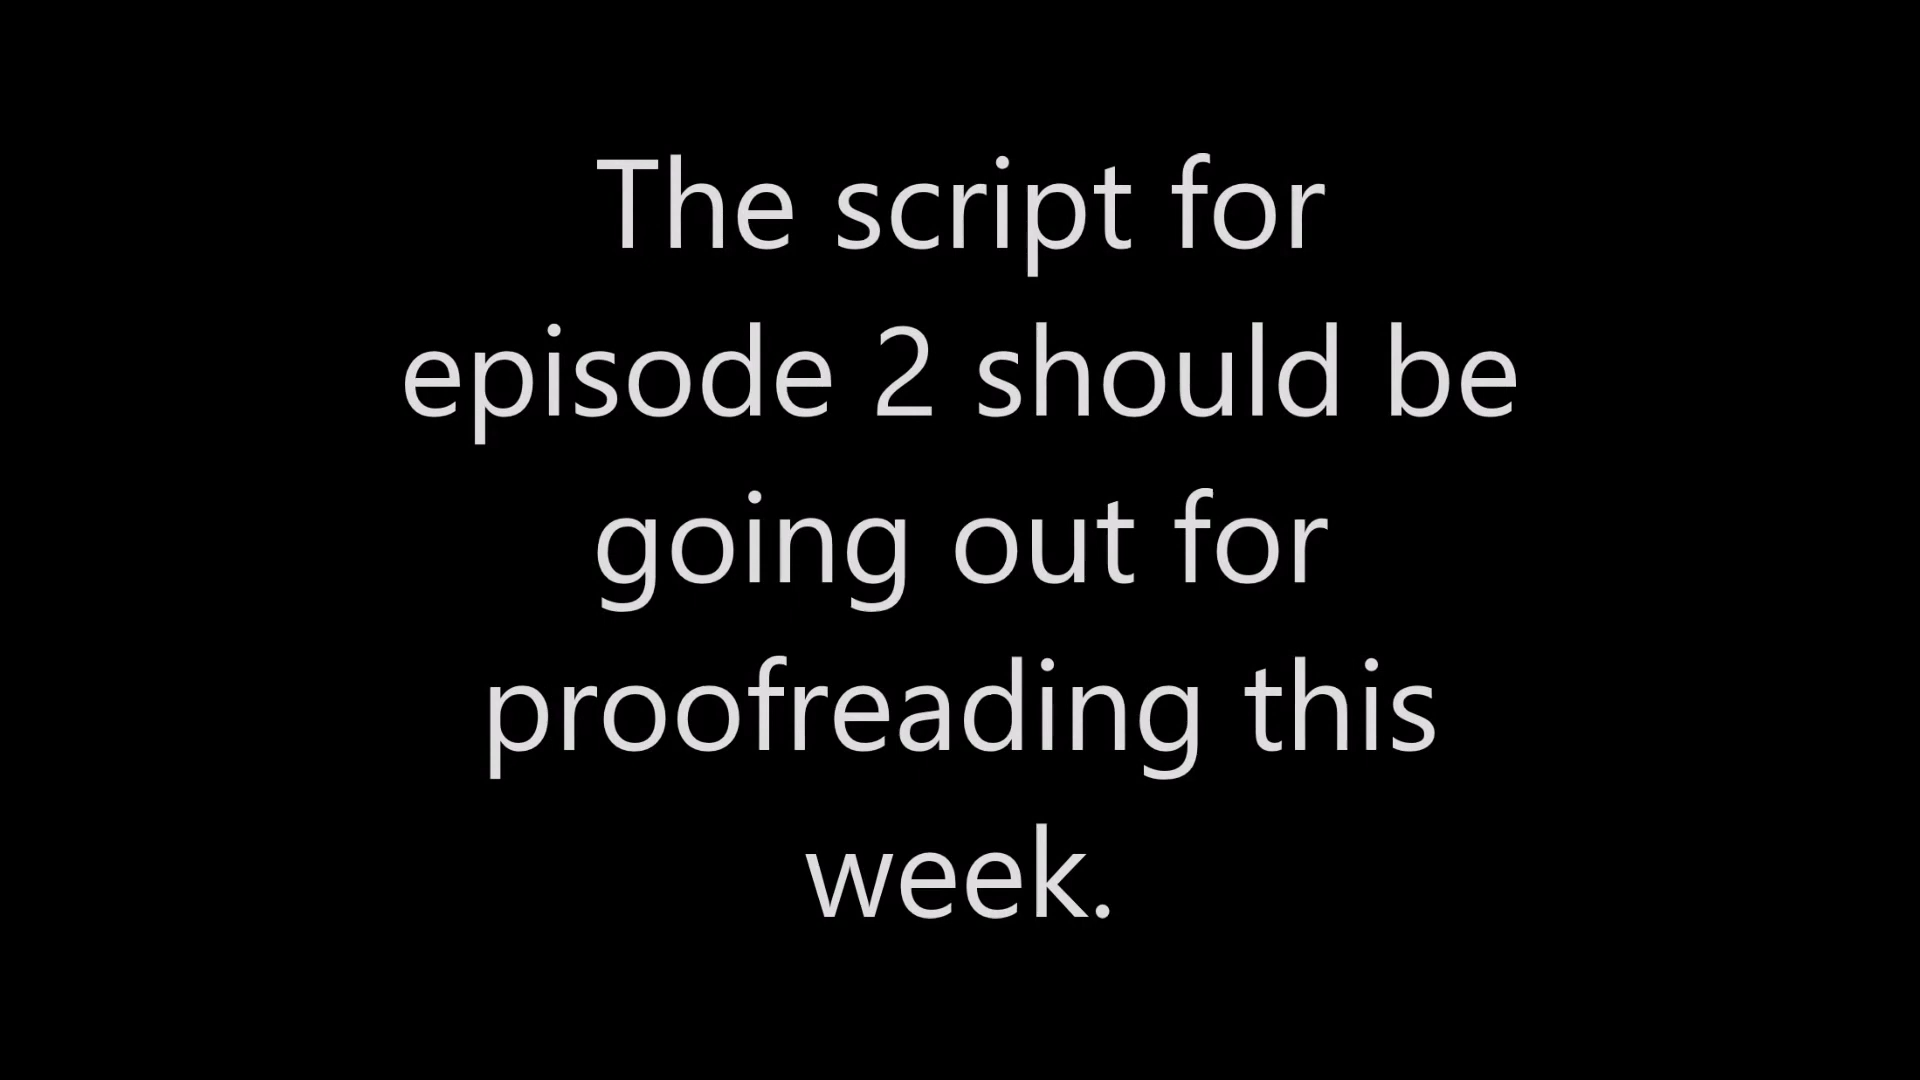 The script for
episode 2 should be
going out for
proofreading this
week.